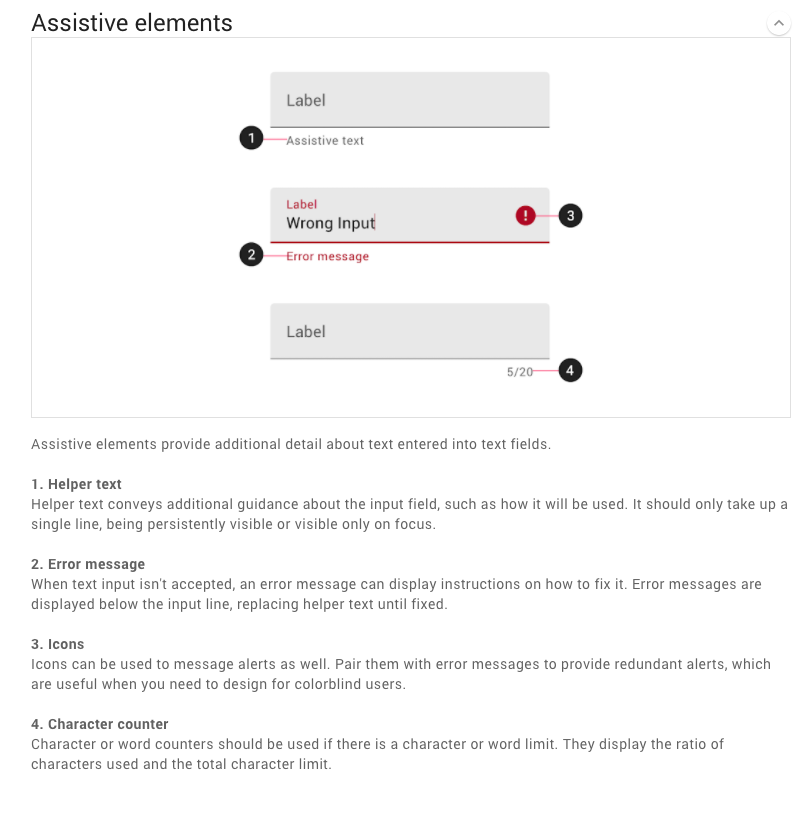 Assistive elements
Label
1
Assistive text
Label
Wrong Input
!
3
2
Error message
Label
5/20
4
Assistive elements provide additional detail about text entered into text fields.
1. Helper text
Helper text conveys additional guidance about the input field, such as how it will be used. It should only take up a
single line, being persistently visible or visible only on focus.
2. Error message
When text input isn't accepted, an error message can display instructions on how to fix it. Error messages are
displayed below the input line, replacing helper text until fixed.
3. Icons
Icons can be used to message alerts as well. Pair them with error messages to provide redundant alerts, which
are useful when you need to design for colorblind users.
4. Character counter
Character or word counters should be used if there is a character or word limit. They display the ratio of
characters used and the total character limit.